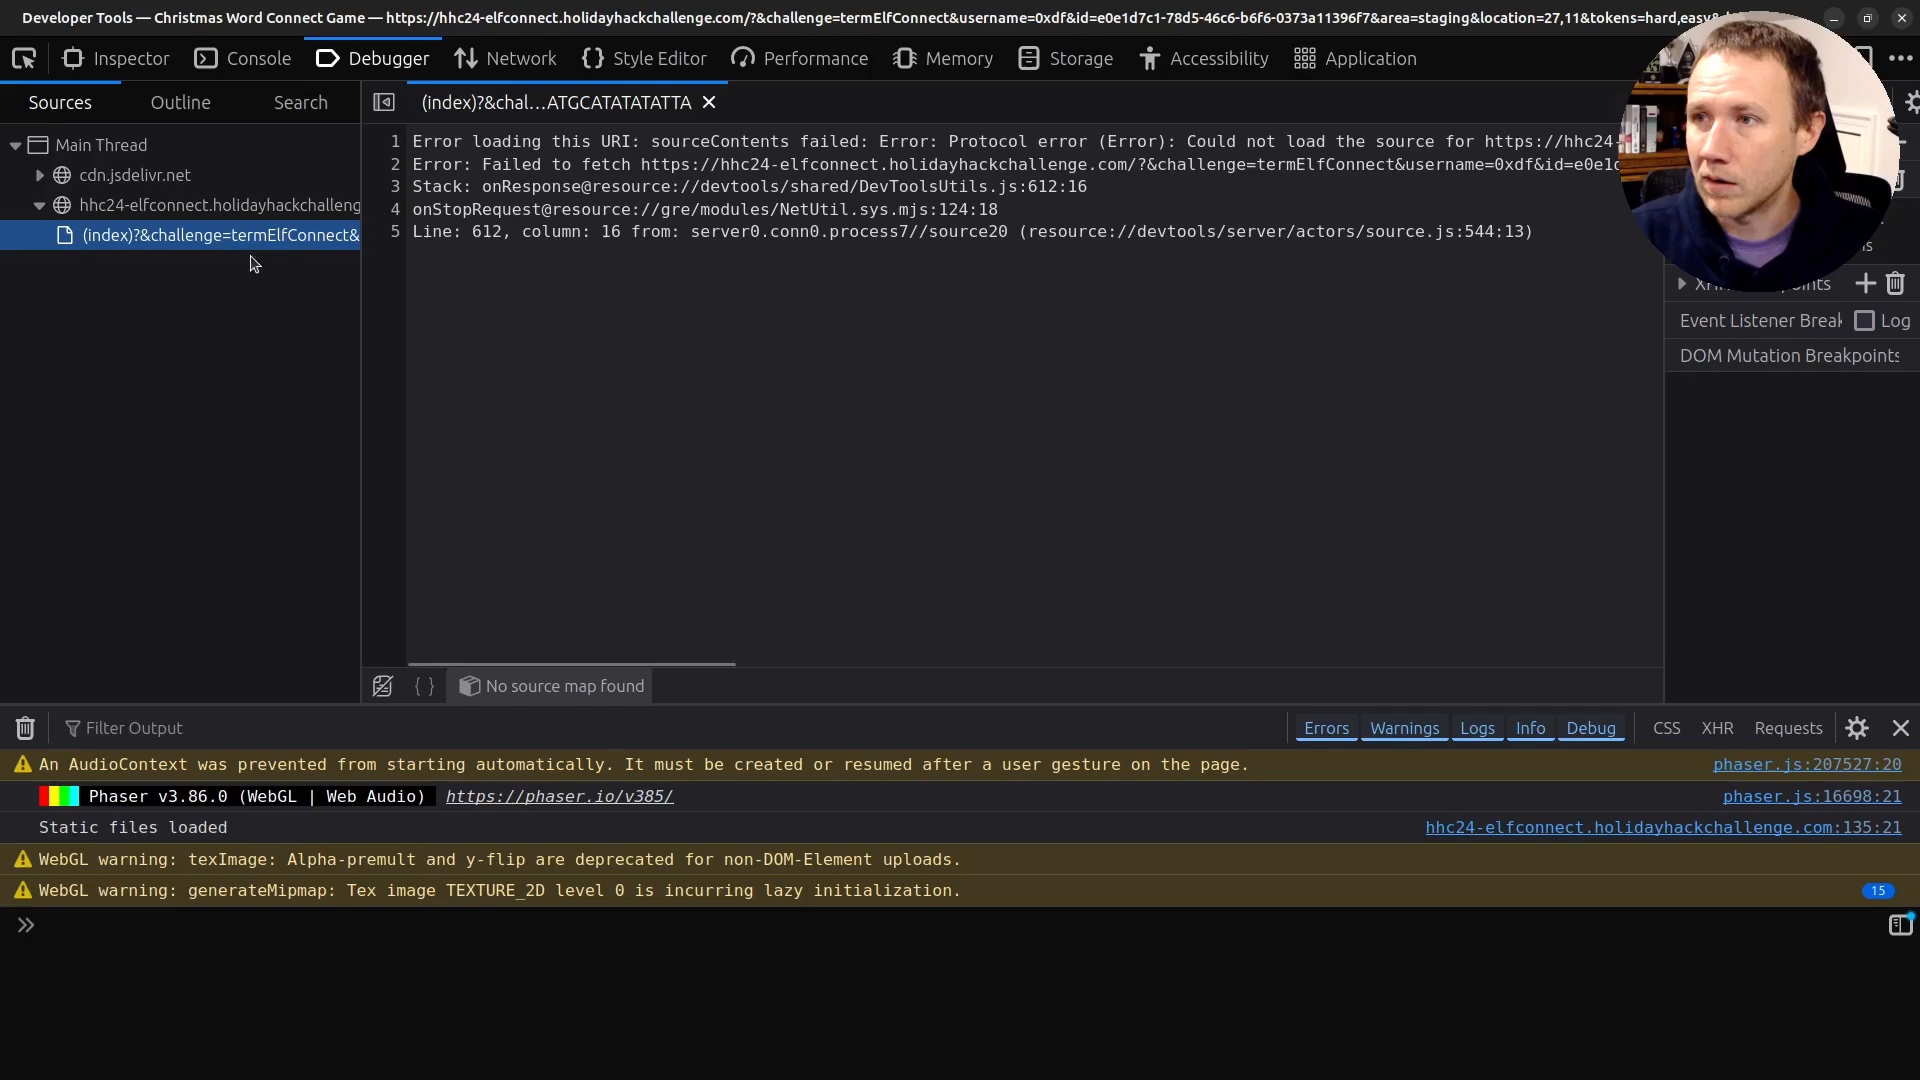 Developer Tools — Christmas Word Connect Game — https://hhc24-elfconnect.holidayhackchallenge.com/?&challenge=termElfConnect&username=0xdf&id=e0e1d7c1-78d5-46c6-b6f6-0373a11396f7&area=staging&location=27,11&tokens=hard,easy
Inspector Console Debugger Network Style Editor Performance Memory Storage Accessibility Application
Sources Outline Search (index)?&chal…ATGCATATATATTA
Main Thread
cdn.jsdelivr.net
hhc24-elfconnect.holidayhackchalleng
(index)?&challenge=termElfConnect&
1 Error loading this URI: sourceContents failed: Error: Protocol error (Error): Could not load the source for https://hhc24-
2 Error: Failed to fetch https://hhc24-elfconnect.holidayhackchallenge.com/?&challenge=termElfConnect&username=0xdf&id=e0e1d
3 Stack: onResponse@resource://devtools/shared/DevToolsUtils.js:612:16
4 onStopRequest@resource://gre/modules/NetUtil.sys.mjs:124:18
5 Line: 612, column: 16 from: server0.conn0.process7//source20 (resource://devtools/server/actors/source.js:544:13)
Event Listener Break Log
DOM Mutation Breakpoints
{ } No source map found
Filter Output Errors Warnings Logs Info Debug CSS XHR Requests
An AudioContext was prevented from starting automatically. It must be created or resumed after a user gesture on the page. phaser.js:207527:20
Phaser v3.86.0 (WebGL | Web Audio) https://phaser.io/v385/ phaser.js:16698:21
Static files loaded hhc24-elfconnect.holidayhackchallenge.com:135:21
WebGL warning: texImage: Alpha-premult and y-flip are deprecated for non-DOM-Element uploads.
WebGL warning: generateMipmap: Tex image TEXTURE_2D level 0 is incurring lazy initialization. 15